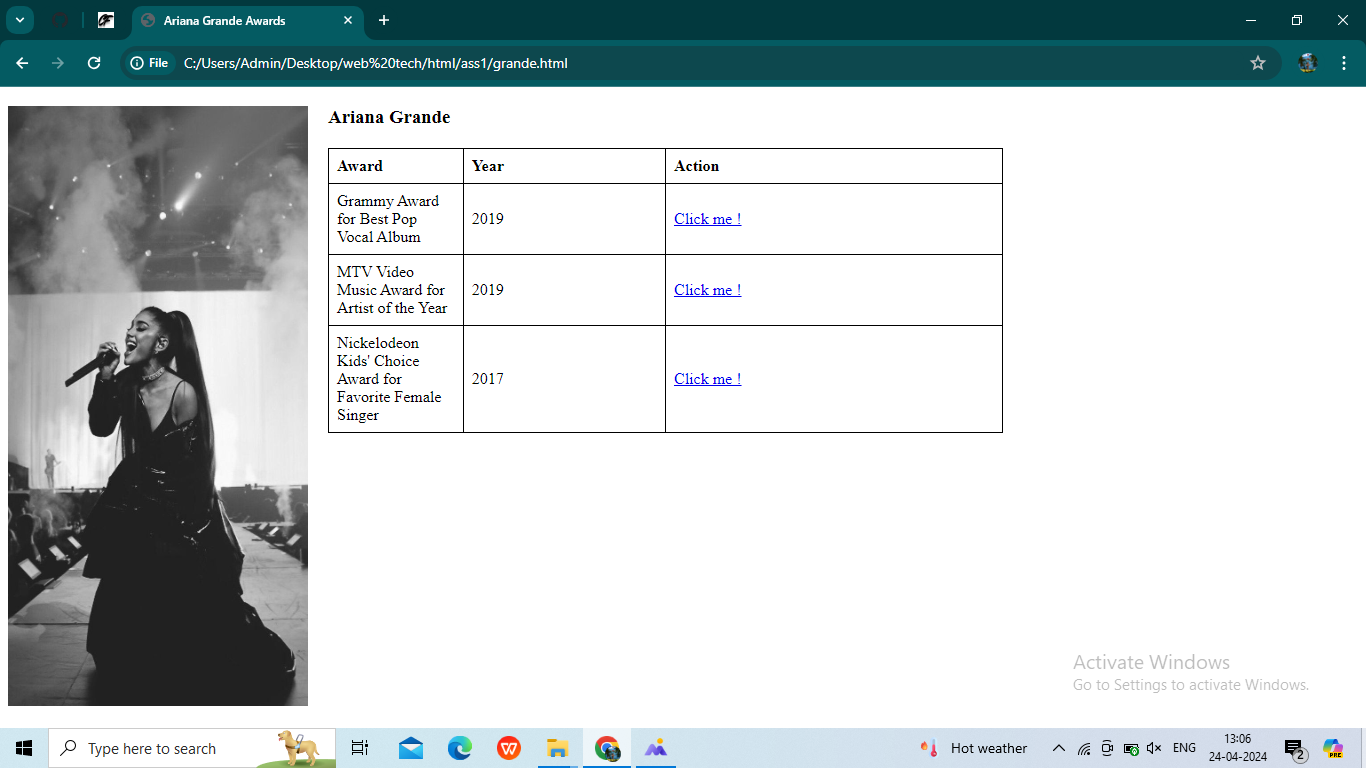 Ariana Grande Awards
File
C:/Users/Admin/Desktop/web%20tech/html/ass1/grande.html
Ariana Grande
Award Year Action
Grammy Award
for Best Pop
Vocal Album
2019
Click me !
MTV Video
Music Award for
Artist of the Year
2019
Click me !
Nickelodeon
Kids' Choice
Award for
Favorite Female
Singer
2017
Click me !
Activate Windows
Go to Settings to activate Windows.
Type here to search
Hot weather
ENG
13:06
24-04-2024
2
PRE